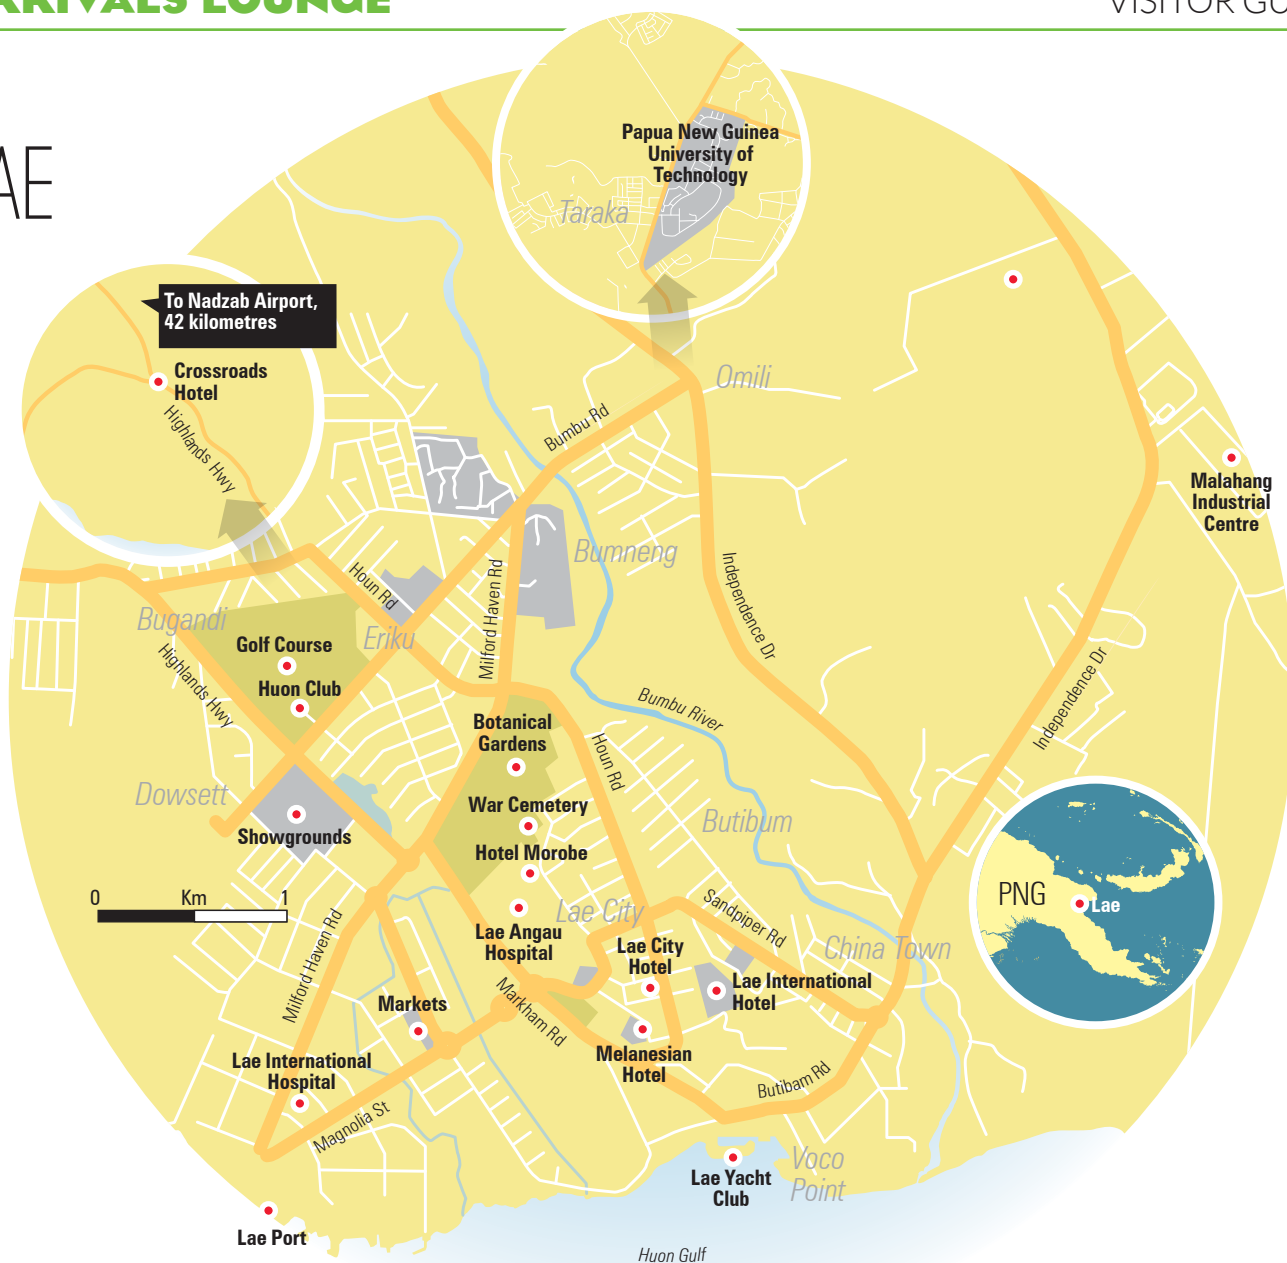 ARRIVALS LOUNGE
VISITOR GU
AE
Papua New Guinea
University of
Technology
Taraka
To Nadzab Airport,
42 kilometres
Crossroads
Hotel
Highlands Hwy
Omili
Bumbu Rd
Malahang
Industrial
Centre
Bumneng
Houn Rd
Milford Haven Rd
Independence Dr
Bugandi
Eriku
Golf Course
Huon Club
Highlands Hwy
Bumbu River
Independence Dr
Botanical
Gardens
Houn Rd
Dowsett
War Cemetery
Butibum
Showgrounds
Hotel Morobe
0 Km 1
PNG
Lae
Lae City
Sandpiper Rd
Lae Angau
Hospital
China Town
Lae City
Hotel
Milford Haven Rd
Lae International
Hotel
Markets
Markham Rd
Melanesian
Hotel
Lae International
Hospital
Butibam Rd
Magnolia St
Voco
Point
Lae Yacht
Club
Lae Port
Huon Gulf